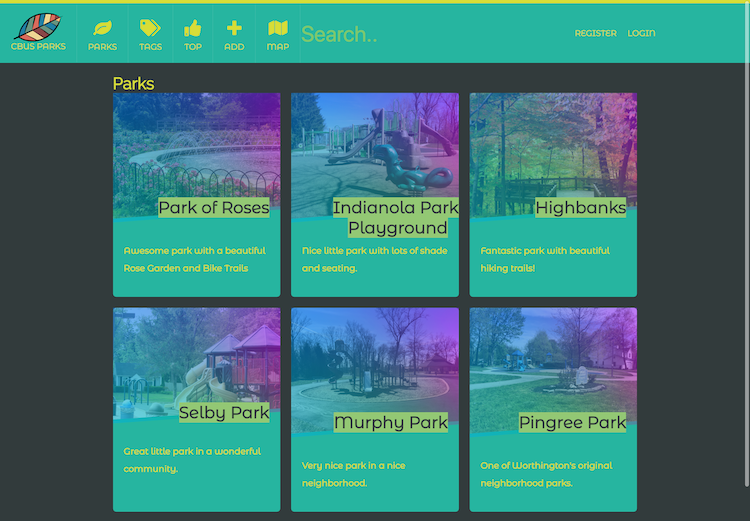 CBUS PARKS
PARKS
TAGS
TOP
ADD
MAP
Search..
REGISTER
LOGIN
Parks
Park of Roses
Awesome park with a beautiful
Rose Garden and Bike Trails
Indianola Park
Playground
Nice little park with lots of shade
and seating.
Highbanks
Fantastic park with beautiful
hiking trails!
Selby Park
Great little park in a wonderful
community.
Murphy Park
Very nice park in a nice
neighborhood.
Pingree Park
One of Worthington's original
neighborhood parks.